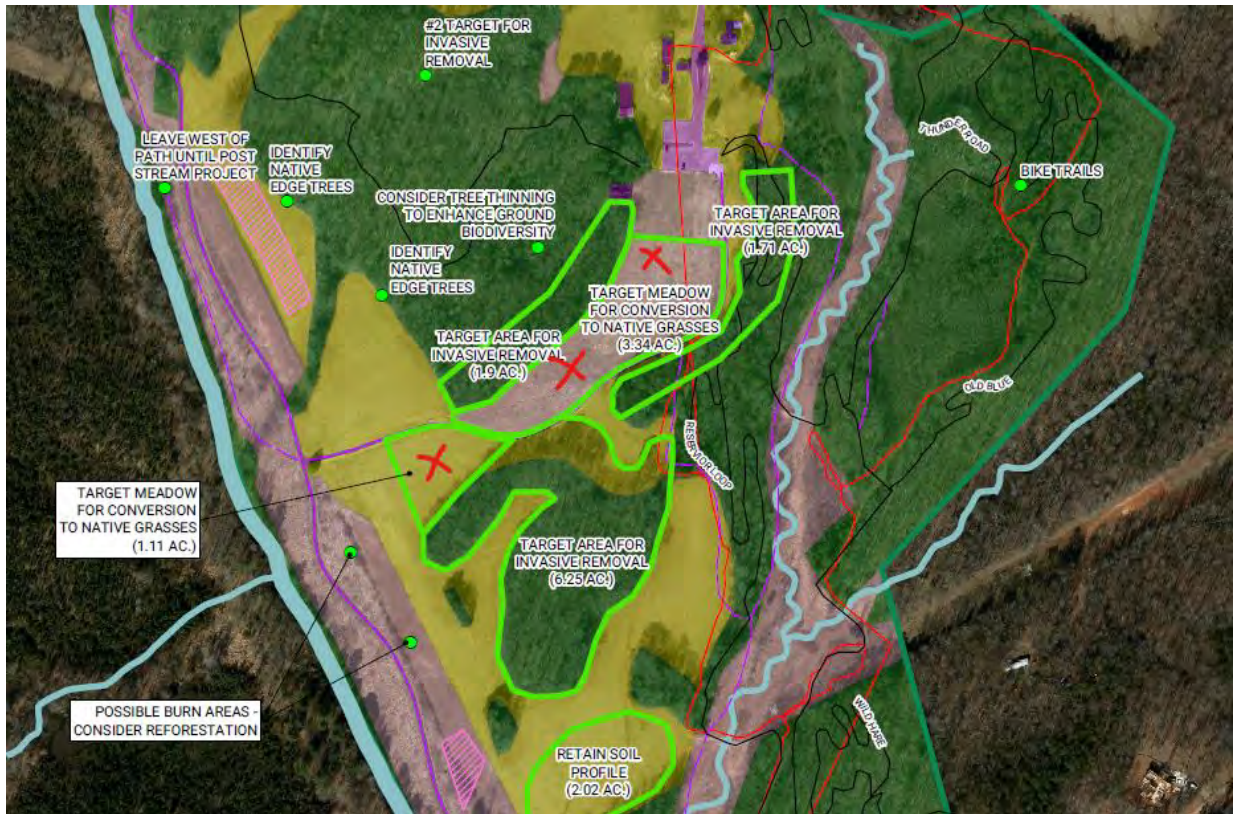 #2 TARGET FOR
INVASIVE
REMOVAL
LEAVE WEST OF
PATH UNTIL POST
STREAM PROJECT
IDENTIFY
NATIVE
EDGE TREES
THUNDER ROAD
BIKE TRAILS
CONSIDER TREE THINNING
TO ENHANCE GROUND
BIODIVERSITY
TARGET AREA FOR
INVASIVE REMOVAL
(1.71 AC.)
IDENTIFY
NATIVE
EDGE TREES
TARGET MEADOW
FOR CONVERSION
TO NATIVE GRASSES
(3.34 AC.)
TARGET AREA FOR
INVASIVE REMOVAL
(1.9 AC.)
OLD BLUE
RESERVIOR LOOP
TARGET MEADOW
FOR CONVERSION
TO NATIVE GRASSES
(1.11 AC.)
TARGET AREA FOR
INVASIVE REMOVAL
(6.25 AC.)
POSSIBLE BURN AREAS -
CONSIDER REFORESTATION
WILD HARE
RETAIN SOIL
PROFILE
(2.02 AC.)